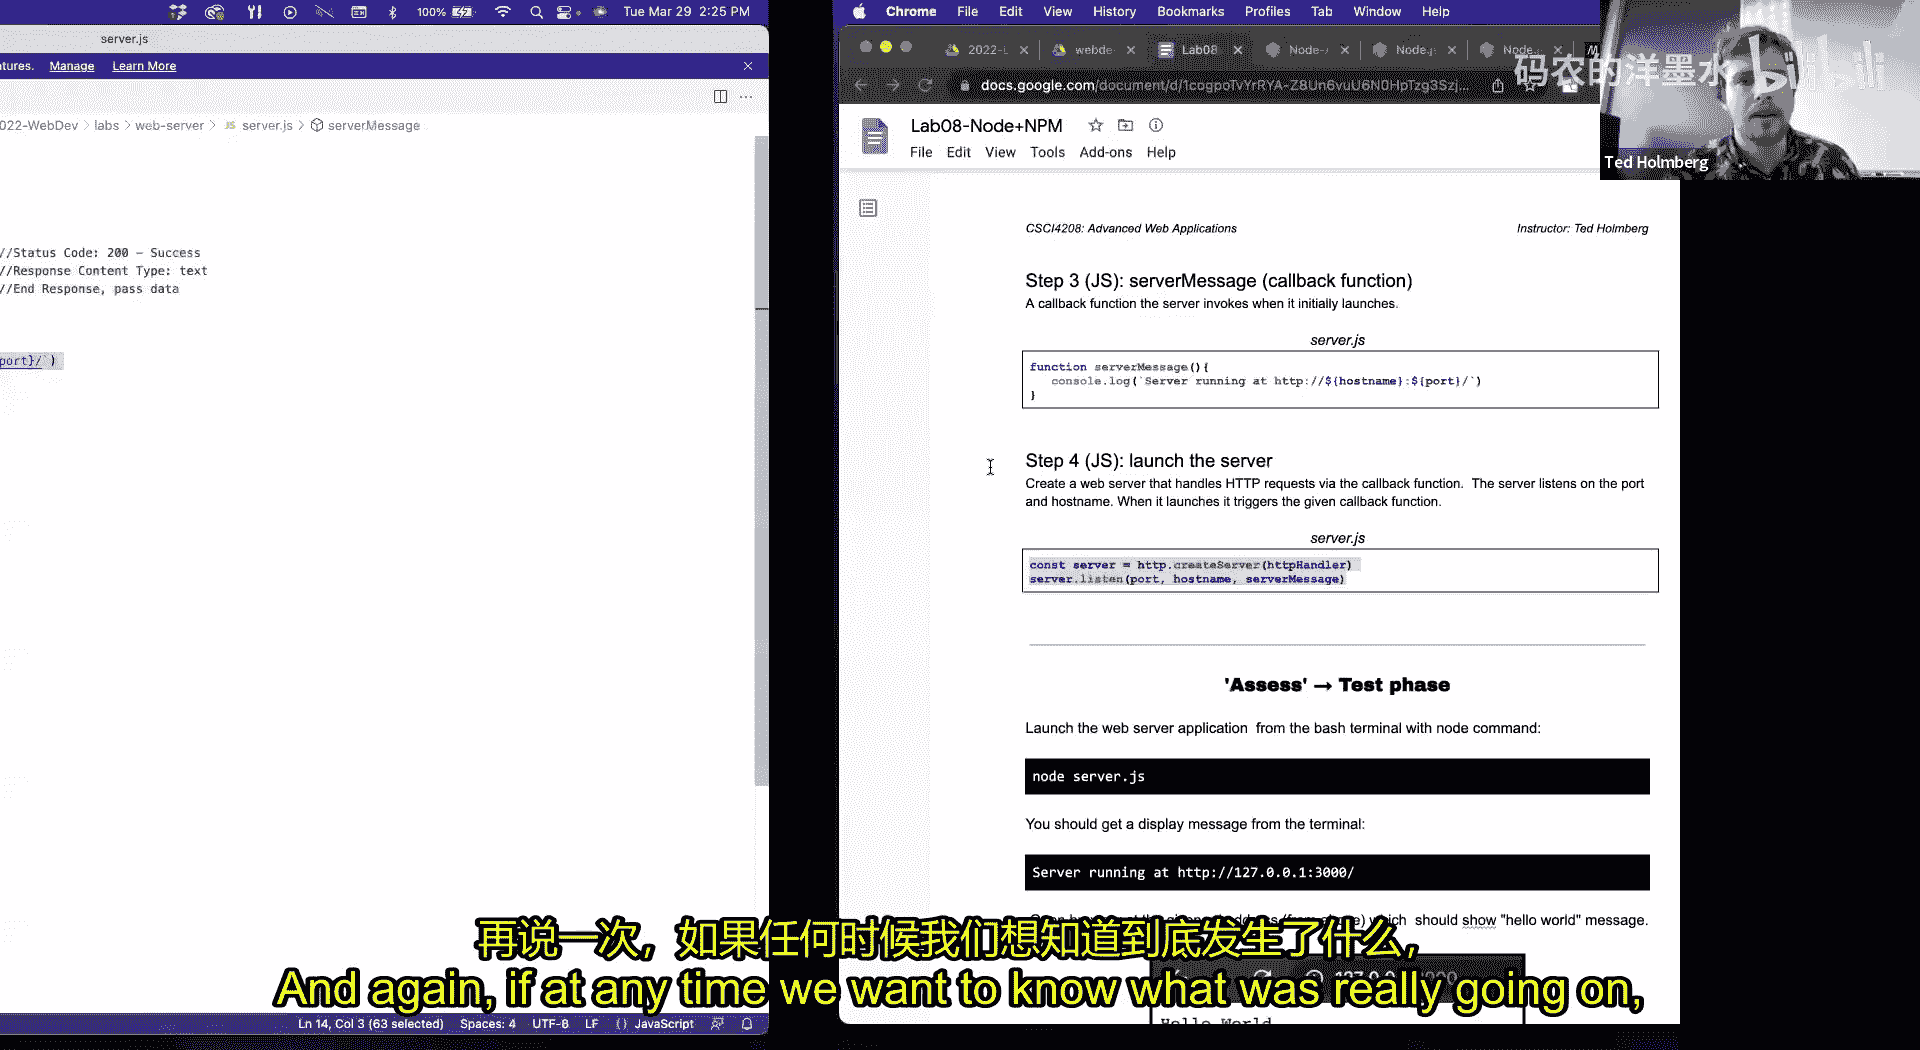 100%
Tue Mar 29 2:25 PM
server.js
tures. Manage Learn More
022-WebDev > labs > web-server > JS server.js > serverMessage
//Status Code: 200 – Success
//Response Content Type: text
//End Response, pass data
port}/`)
Ln 14, Col 3 (63 selected) Spaces: 4 UTF-8 LF {} JavaScript
Chrome File Edit View History Bookmarks Profiles Tab Window Help
2022-L
webde
Lab08
Node-
Node.j
Node.
码农的洋墨水
bilibili
Ted Holmberg
Lab08-Node+NPM
File Edit View Tools Add-ons Help
CSCI4208: Advanced Web Applications
Instructor: Ted Holmberg
Step 3 (JS): serverMessage (callback function)
A callback function the server invokes when it initially launches.
server.js
function serverMessage(){
console.log(`Server running at http://${hostname}:${port}/`)
}
Step 4 (JS): launch the server
Create a web server that handles HTTP requests via the callback function. The server listens on the port
and hostname. When it launches it triggers the given callback function.
server.js
const server = http.createServer(httpHandler)
server.listen(port, hostname, serverMessage)
'Assess' → Test phase
Launch the web server application from the bash terminal with node command:
node server.js
You should get a display message from the terminal:
Server running at http://127.0.0.1:3000/
which should show "hello world" message.
Hello World
再说一次，如果任何时候我们想知道到底发生了什么，
And again, if at any time we want to know what was really going on,